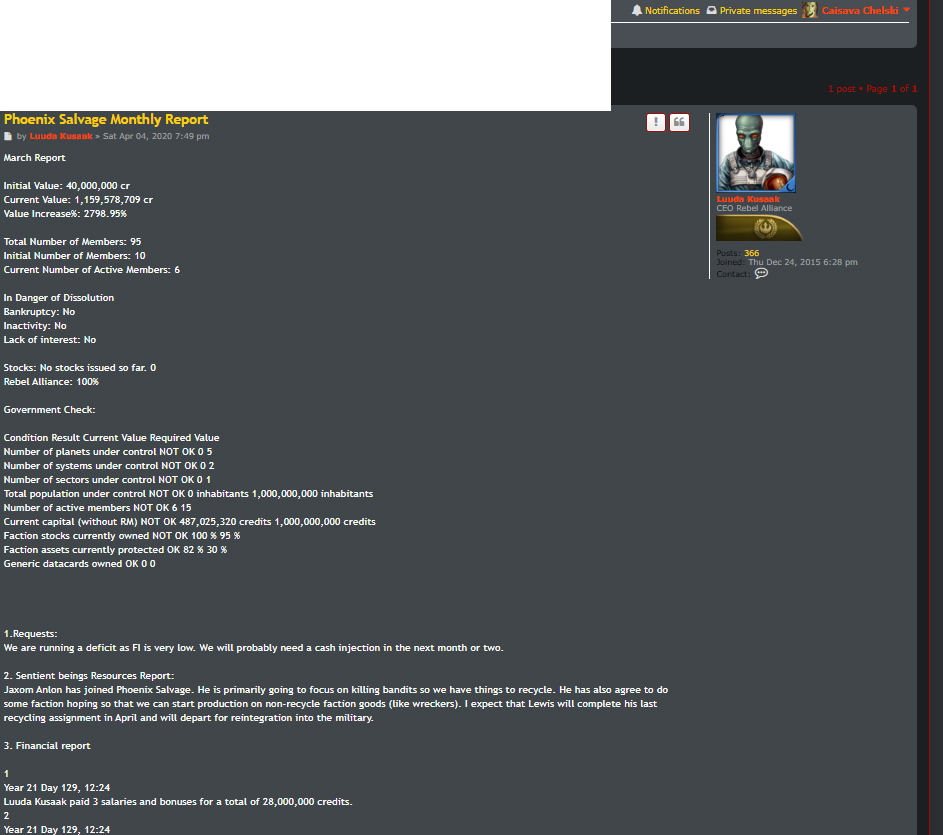 Notifications Private messages Caisava Chelski
1 post • Page 1 of 1
Phoenix Salvage Monthly Report
by Luuda Kusaak » Sat Apr 04, 2020 7:49 pm
March Report
Initial Value: 40,000,000 cr
Current Value: 1,159,578,709 cr
Value Increase%: 2798.95%
Total Number of Members: 95
Initial Number of Members: 10
Current Number of Active Members: 6
In Danger of Dissolution
Bankruptcy: No
Inactivity: No
Lack of interest: No
Stocks: No stocks issued so far. 0
Rebel Alliance: 100%
Government Check:
Condition Result Current Value Required Value
Number of planets under control NOT OK 0 5
Number of systems under control NOT OK 0 2
Number of sectors under control NOT OK 0 1
Total population under control NOT OK 0 inhabitants 1,000,000,000 inhabitants
Number of active members NOT OK 6 15
Current capital (without RM) NOT OK 487,025,320 credits 1,000,000,000 credits
Faction stocks currently owned NOT OK 100 % 95 %
Faction assets currently protected OK 82 % 30 %
Generic datacards owned OK 0 0
1.Requests:
We are running a deficit as FI is very low. We will probably need a cash injection in the next month or two.
2. Sentient beings Resources Report:
Jaxom Anlon has joined Phoenix Salvage. He is primarily going to focus on killing bandits so we have things to recycle. He has also agree to do
some faction hoping so that we can start production on non-recycle faction goods (like wreckers). I expect that Lewis will complete his last
recycling assignment in April and will depart for reintegration into the military.
3. Financial report
1
Year 21 Day 129, 12:24
Luuda Kusaak paid 3 salaries and bonuses for a total of 28,000,000 credits.
2
Year 21 Day 129, 12:24
Luuda Kusaak
CEO Rebel Alliance
Posts: 366
Joined: Thu Dec 24, 2015 6:28 pm
Contact: